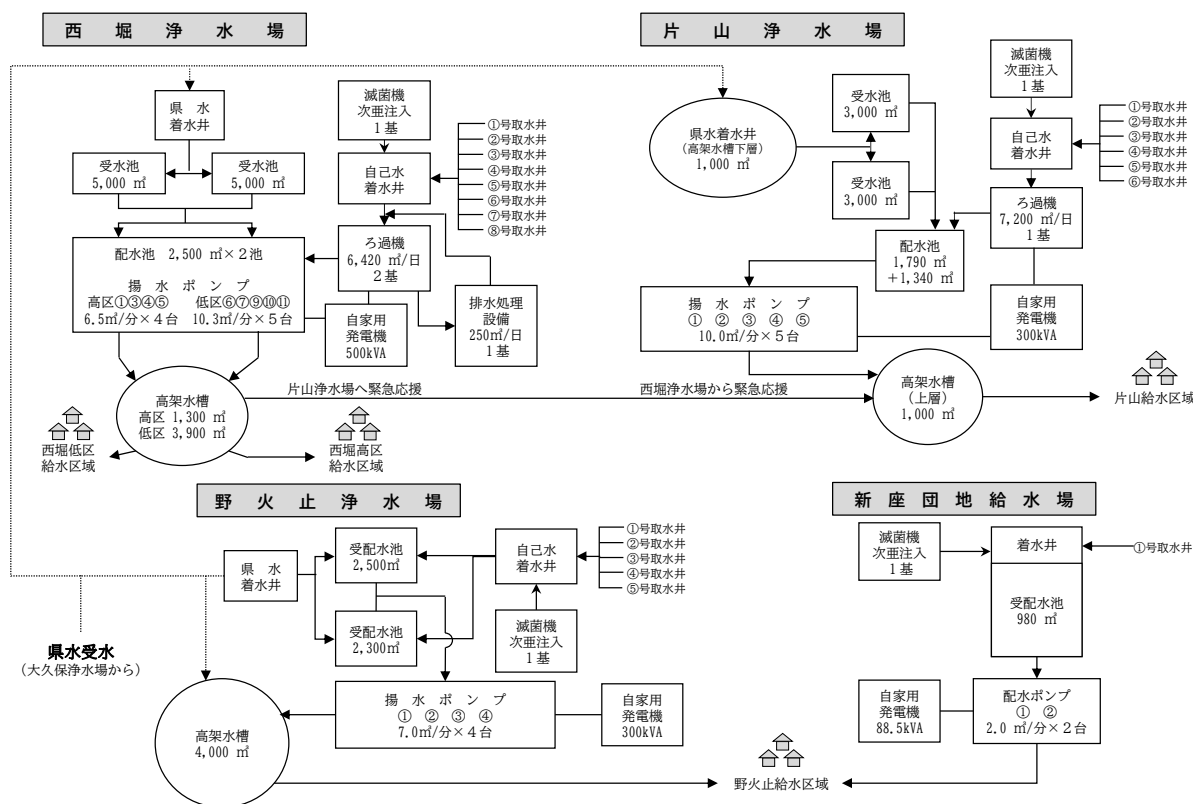 西堀浄水場
県 水
着水井
受水池
5,000 ㎥
受水池
5,000 ㎥
滅菌機
次亜注入
１基
自己水
着水井
①号取水井
②号取水井
③号取水井
④号取水井
⑤号取水井
⑥号取水井
⑦号取水井
⑧号取水井
配水池 2,500 ㎥×２池
揚 水 ポ ン プ
高区①③④⑤ 低区⑥⑦⑨⑩⑪
6.5㎥/分×４台 10.3㎥/分×５台
ろ過機
6,420 ㎥/日
２基
排水処理
設備
250㎥/日
１基
自家用
発電機
500kVA
高架水槽
高区 1,300 ㎥
低区 3,900 ㎥
片山浄水場へ緊急応援
西堀浄水場から緊急応援
西堀低区
給水区域
西堀高区
給水区域
片山浄水場
県水着水井
(高架水槽下層)
1,000 ㎥
受水池
3,000 ㎥
受水池
3,000 ㎥
滅菌機
次亜注入
１基
自己水
着水井
①号取水井
②号取水井
③号取水井
④号取水井
⑤号取水井
⑥号取水井
ろ過機
7,200 ㎥/日
１基
配水池
1,790 ㎥
＋1,340 ㎥
揚 水 ポ ン プ
① ② ③ ④ ⑤
10.0㎥/分×５台
自家用
発電機
300kVA
高架水槽
(上層)
1,000 ㎥
片山給水区域
野火止浄水場
県 水
着水井
受配水池
2,500㎥
受配水池
2,300㎥
自己水
着水井
①号取水井
②号取水井
③号取水井
④号取水井
⑤号取水井
滅菌機
次亜注入
１基
県水受水
（大久保浄水場から）
高架水槽
4,000 ㎥
揚 水 ポ ン プ
① ② ③ ④
7.0㎥/分×４台
自家用
発電機
300kVA
野火止給水区域
新座団地給水場
滅菌機
次亜注入
１基
着水井
①号取水井
受配水池
980 ㎥
自家用
発電機
88.5kVA
配水ポンプ
① ②
2.0 ㎥/分×２台